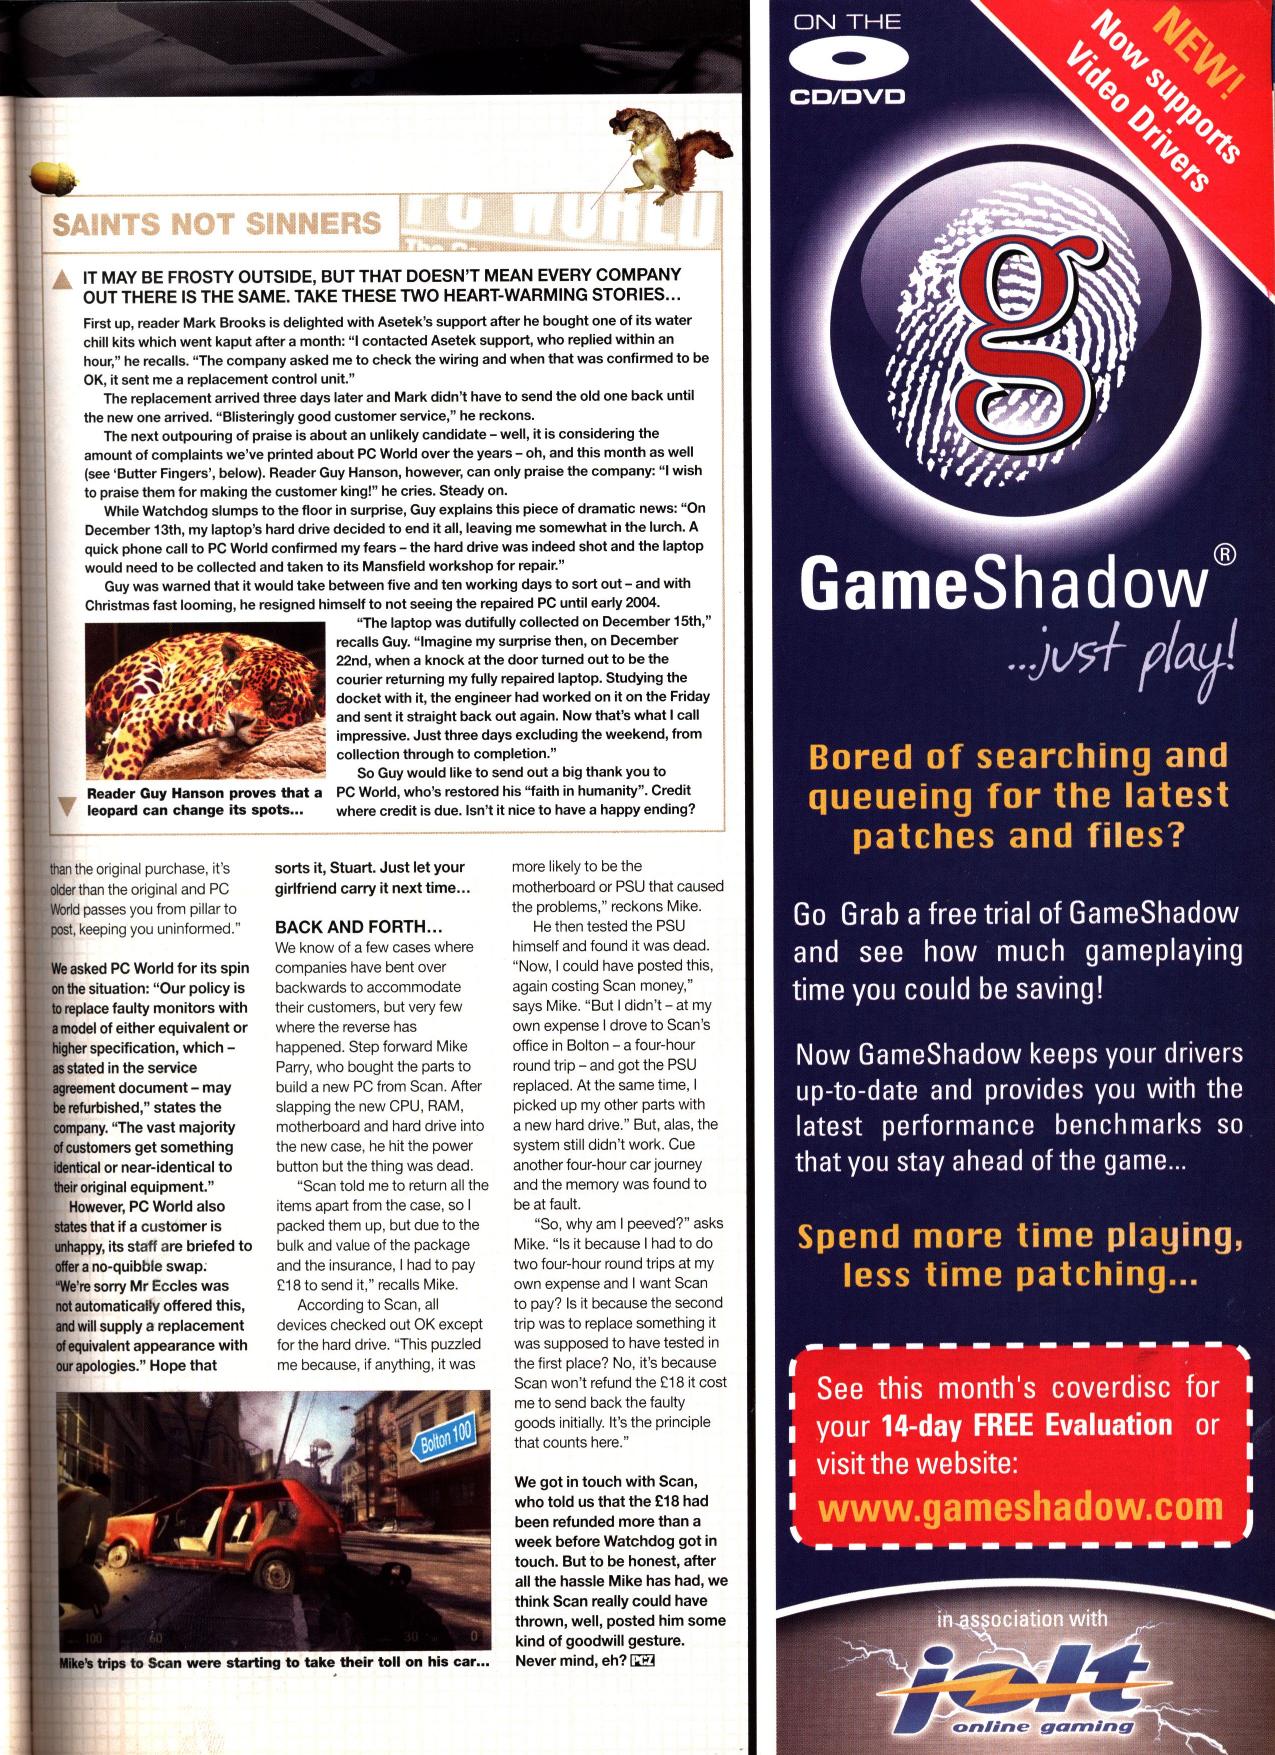 SAINTS NOT SINNERS
PC WORLD
IT MAY BE FROSTY OUTSIDE, BUT THAT DOESN'T MEAN EVERY COMPANY
OUT THERE IS THE SAME. TAKE THESE TWO HEART-WARMING STORIES...
First up, reader Mark Brooks is delighted with Asetek's support after he bought one of its water
chill kits which went kaput after a month: "I contacted Asetek support, who replied within an
hour," he recalls. "The company asked me to check the wiring and when that was confirmed to be
OK, it sent me a replacement control unit."
The replacement arrived three days later and Mark didn't have to send the old one back until
the new one arrived. "Blisteringly good customer service," he reckons.
The next outpouring of praise is about an unlikely candidate – well, it is considering the
amount of complaints we've printed about PC World over the years – oh, and this month as well
(see 'Butter Fingers', below). Reader Guy Hanson, however, can only praise the company: "I wish
to praise them for making the customer king!" he cries. Steady on.
While Watchdog slumps to the floor in surprise, Guy explains this piece of dramatic news: "On
December 13th, my laptop's hard drive decided to end it all, leaving me somewhat in the lurch. A
quick phone call to PC World confirmed my fears – the hard drive was indeed shot and the laptop
would need to be collected and taken to its Mansfield workshop for repair."
Guy was warned that it would take between five and ten working days to sort out – and with
Christmas fast looming, he resigned himself to not seeing the repaired PC until early 2004.
"The laptop was dutifully collected on December 15th,"
recalls Guy. "Imagine my surprise then, on December
22nd, when a knock at the door turned out to be the
courier returning my fully repaired laptop. Studying the
docket with it, the engineer had worked on it on the Friday
and sent it straight back out again. Now that's what I call
impressive. Just three days excluding the weekend, from
collection through to completion."
So Guy would like to send out a big thank you to
PC World, who's restored his "faith in humanity". Credit
where credit is due. Isn't it nice to have a happy ending?
Reader Guy Hanson proves that a
leopard can change its spots...
than the original purchase, it's
older than the original and PC
World passes you from pillar to
post, keeping you uninformed."
We asked PC World for its spin
on the situation: "Our policy is
to replace faulty monitors with
a model of either equivalent or
higher specification, which –
as stated in the service
agreement document – may
be refurbished," states the
company. "The vast majority
of customers get something
identical or near-identical to
their original equipment."
However, PC World also
states that if a customer is
unhappy, its staff are briefed to
offer a no-quibble swap.
"We're sorry Mr Eccles was
not automatically offered this,
and will supply a replacement
of equivalent appearance with
our apologies." Hope that
sorts it, Stuart. Just let your
girlfriend carry it next time...
BACK AND FORTH...
We know of a few cases where
companies have bent over
backwards to accommodate
their customers, but very few
where the reverse has
happened. Step forward Mike
Parry, who bought the parts to
build a new PC from Scan. After
slapping the new CPU, RAM,
motherboard and hard drive into
the new case, he hit the power
button but the thing was dead.
"Scan told me to return all the
items apart from the case, so I
packed them up, but due to the
bulk and value of the package
and the insurance, I had to pay
£18 to send it," recalls Mike.
According to Scan, all
devices checked out OK except
for the hard drive. "This puzzled
me because, if anything, it was
more likely to be the
motherboard or PSU that caused
the problems," reckons Mike.
He then tested the PSU
himself and found it was dead.
"Now, I could have posted this,
again costing Scan money,"
says Mike. "But I didn't – at my
own expense I drove to Scan's
office in Bolton – a four-hour
round trip – and got the PSU
replaced. At the same time, I
picked up my other parts with
a new hard drive." But, alas, the
system still didn't work. Cue
another four-hour car journey
and the memory was found to
be at fault.
"So, why am I peeved?" asks
Mike. "Is it because I had to do
two four-hour round trips at my
own expense and I want Scan
to pay? Is it because the second
trip was to replace something it
was supposed to have tested in
the first place? No, it's because
Scan won't refund the £18 it cost
me to send back the faulty
goods initially. It's the principle
that counts here."
We got in touch with Scan,
who told us that the £18 had
been refunded more than a
week before Watchdog got in
touch. But to be honest, after
all the hassle Mike has had, we
think Scan really could have
thrown, well, posted him some
kind of goodwill gesture.
Never mind, eh? PCZ
Bolton 100
100 60 30 0
Mike's trips to Scan were starting to take their toll on his car...
ON THE
CD/DVD
NEW!
Now supports
Video Drivers
g
GameShadow®
...just play!
Bored of searching and
queueing for the latest
patches and files?
Go Grab a free trial of GameShadow
and see how much gameplaying
time you could be saving!
Now GameShadow keeps your drivers
up-to-date and provides you with the
latest performance benchmarks so
that you stay ahead of the game...
Spend more time playing,
less time patching...
See this month's coverdisc for
your 14-day FREE Evaluation or
visit the website:
www.gameshadow.com
in association with
jolt
online gaming